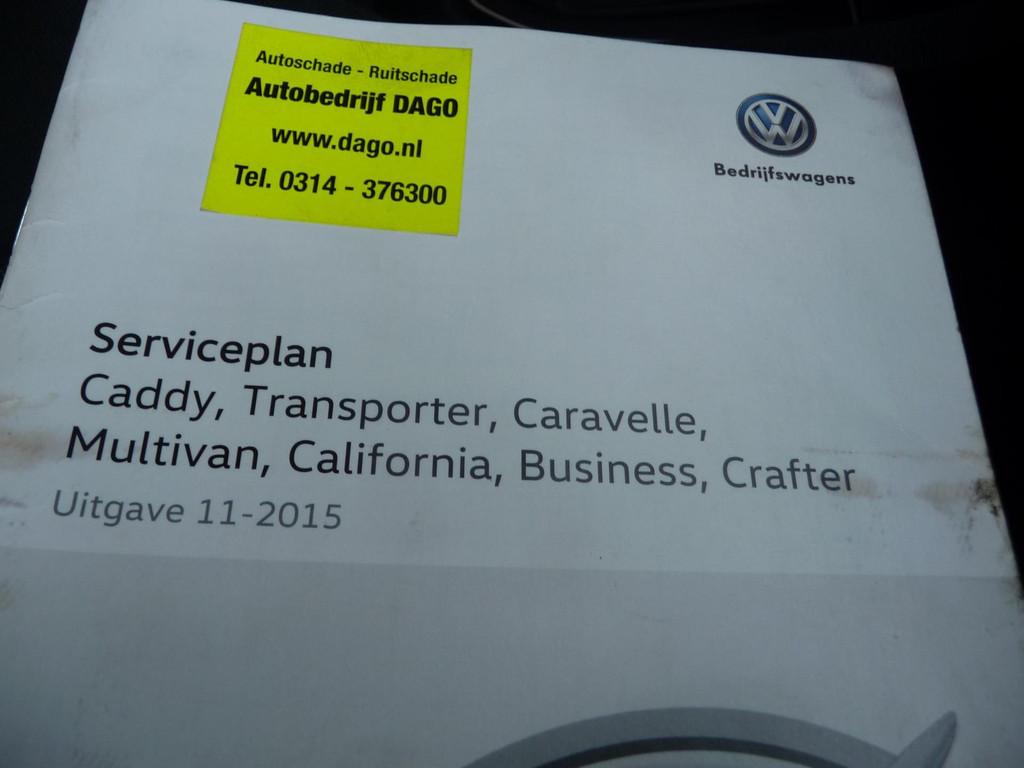 Autoschade - Ruitschade
Autobedrijf DAGO
www.dago.nl
Tel. 0314 - 376300
Bedrijfswagens
Serviceplan
Caddy, Transporter, Caravelle,
Multivan, California, Business, Crafter
Uitgave 11-2015